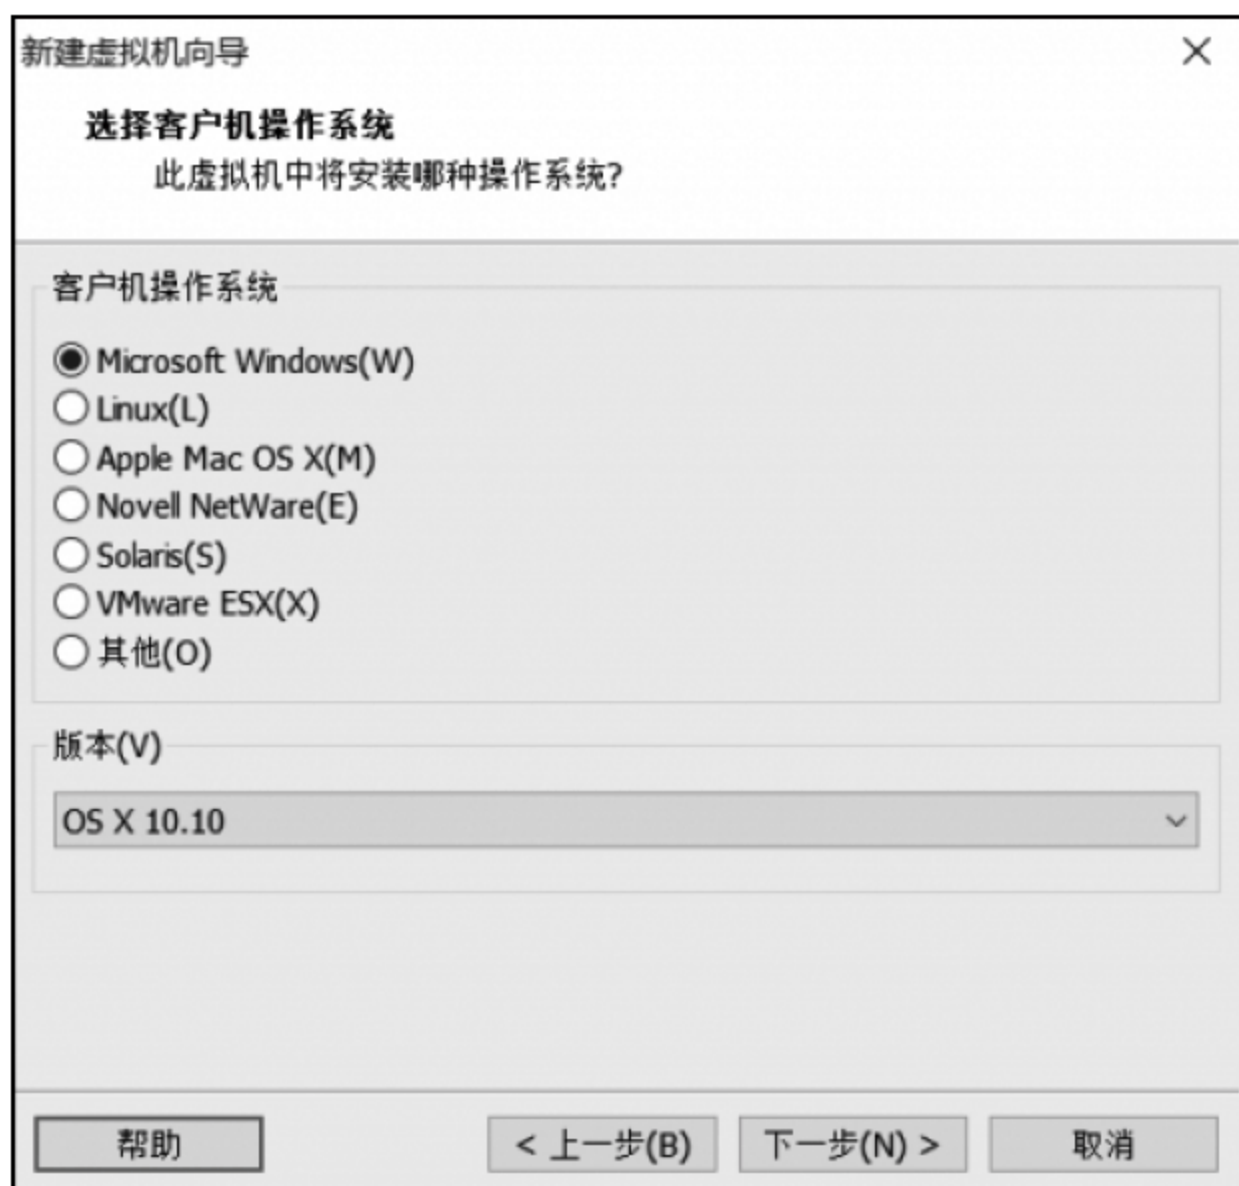 新建虚拟机向导
选择客户机操作系统
此虚拟机中将安装哪种操作系统?
客户机操作系统
Microsoft Windows(W)
Linux(L)
Apple Mac OS X(M)
Novell NetWare(E)
Solaris(S)
VMware ESX(X)
其他(O)
版本(V)
OS X 10.10
帮助
< 上一步(B)
下一步(N) >
取消